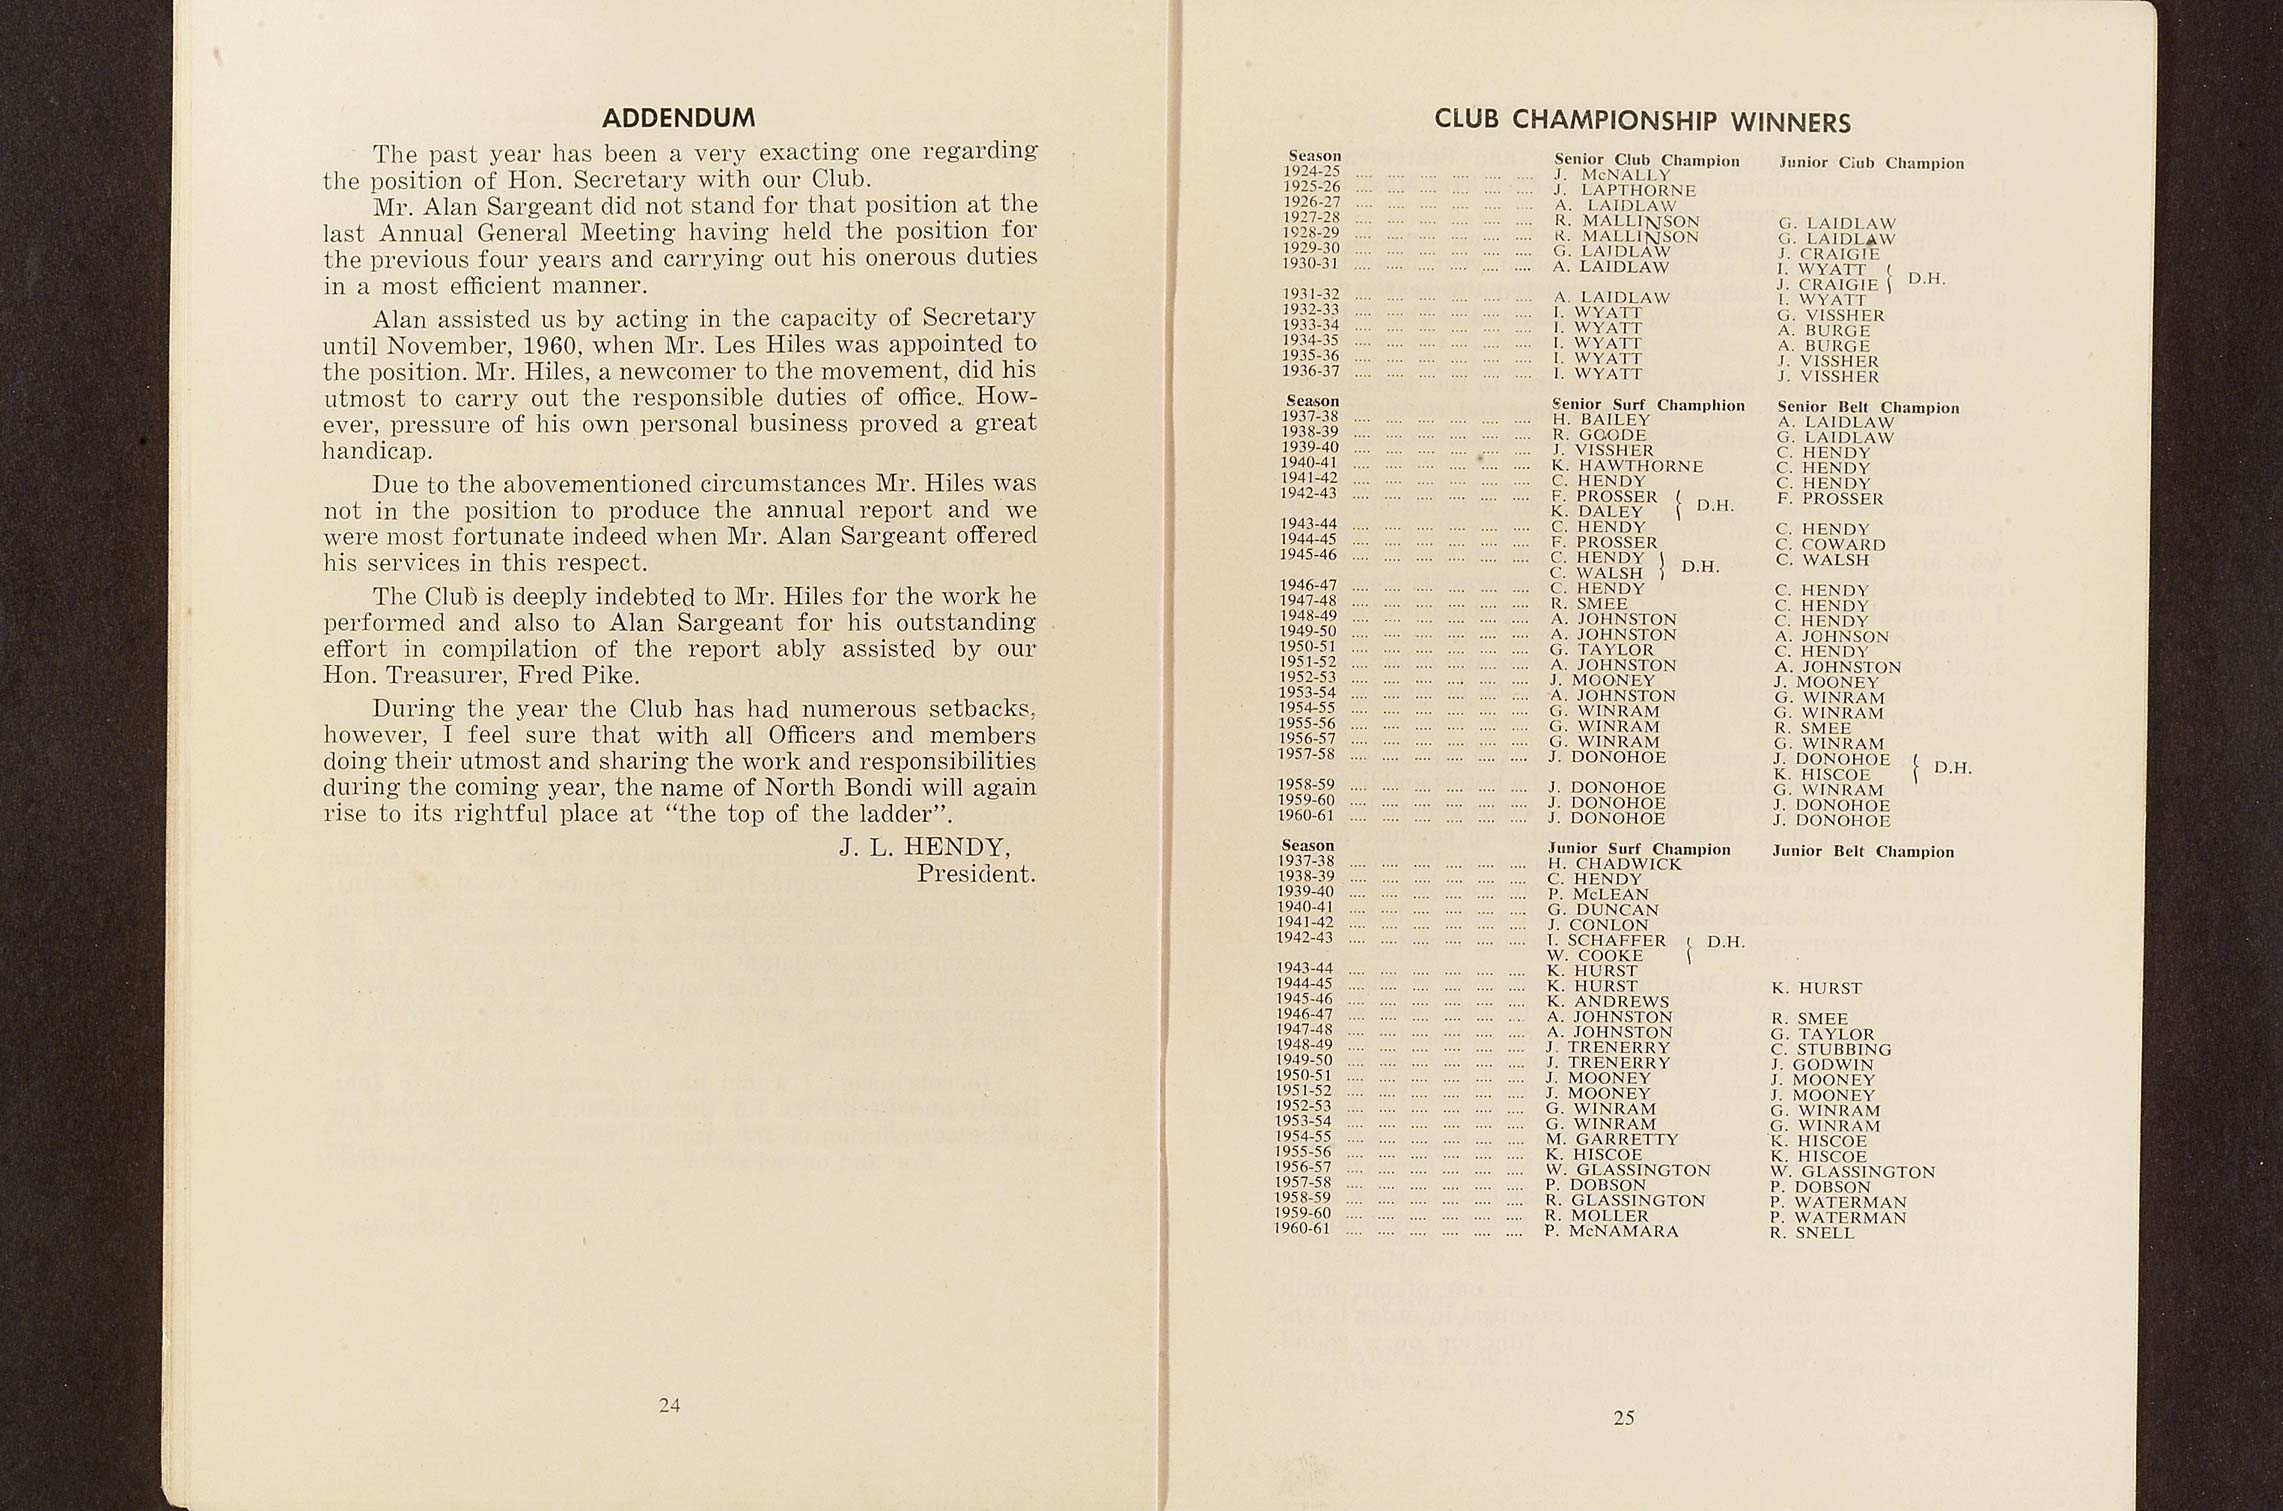 ADDENDUM
The past year has been a very exacting one regarding
the position of Hon. Secretary with our Club.
Mr. Alan Sargeant did not stand for that position at the
last Annual General Meeting having held the position for
the previous four years and carrying out his onerous duties
in a most efficient manner.
Alan assisted us by acting in the capacity of Secretary
until November, 1960, when Mr. Les Hiles was appointed to
the position. Mr. Hiles, a newcomer to the movement, did his
utmost to carry out the responsible duties of office. How-
ever, pressure of his own personal business proved a great
handicap.
Due to the abovementioned circumstances Mr. Hiles was
not in the position to produce the annual report and we
were most fortunate indeed when Mr. Alan Sargeant offered
his services in this respect.
The Club is deeply indebted to Mr. Hiles for the work he
performed and also to Alan Sargeant for his outstanding
effort in compilation of the report ably assisted by our
Hon. Treasurer, Fred Pike.
During the year the Club has had numerous setbacks,
however, I feel sure that with all Officers and members
doing their utmost and sharing the work and responsibilities
during the coming year, the name of North Bondi will again
rise to its rightful place at “the top of the ladder”.
J. L. HENDY,
President.
24
CLUB CHAMPIONSHIP WINNERS
Season Senior Club Champion Junior Club Champion
1924-25 .... .... .... .... .... .... J. McNALLY
1925-26 .... .... .... .... .... .... J. LAPTHORNE
1926-27 .... .... .... .... .... .... A. LAIDLAW
1927-28 .... .... .... .... .... .... R. MALLINSON G. LAIDLAW
1928-29 .... .... .... .... .... .... R. MALLINSON G. LAIDLAW
1929-30 .... .... .... .... .... .... G. LAIDLAW J. CRAIGIE
1930-31 .... .... .... .... .... .... A. LAIDLAW I. WYATT { D.H.
J. CRAIGIE
1931-32 .... .... .... .... .... .... A. LAIDLAW I. WYATT
1932-33 .... .... .... .... .... .... I. WYATT G. VISSHER
1933-34 .... .... .... .... .... .... I. WYATT A. BURGE
1934-35 .... .... .... .... .... .... I. WYATT A. BURGE
1935-36 .... .... .... .... .... .... I. WYATT J. VISSHER
1936-37 .... .... .... .... .... .... I. WYATT J. VISSHER
Season Senior Surf Champhion Senior Belt Champion
1937-38 .... .... .... .... .... .... H. BAILEY A. LAIDLAW
1938-39 .... .... .... .... .... .... R. GOODE G. LAIDLAW
1939-40 .... .... .... .... .... .... J. VISSHER C. HENDY
1940-41 .... .... .... .... .... .... K. HAWTHORNE C. HENDY
1941-42 .... .... .... .... .... .... C. HENDY C. HENDY
1942-43 .... .... .... .... .... .... F. PROSSER { D.H. F. PROSSER
K. DALEY
1943-44 .... .... .... .... .... .... C. HENDY C. HENDY
1944-45 .... .... .... .... .... .... F. PROSSER C. COWARD
1945-46 .... .... .... .... .... .... C. HENDY } D.H. C. WALSH
C. WALSH
1946-47 .... .... .... .... .... .... C. HENDY C. HENDY
1947-48 .... .... .... .... .... .... R. SMEE C. HENDY
1948-49 .... .... .... .... .... .... A. JOHNSTON C. HENDY
1949-50 .... .... .... .... .... .... A. JOHNSTON A. JOHNSON
1950-51 .... .... .... .... .... .... G. TAYLOR C. HENDY
1951-52 .... .... .... .... .... .... A. JOHNSTON A. JOHNSTON
1952-53 .... .... .... .... .... .... J. MOONEY J. MOONEY
1953-54 .... .... .... .... .... .... A. JOHNSTON G. WINRAM
1954-55 .... .... .... .... .... .... G. WINRAM G. WINRAM
1955-56 .... .... .... .... .... .... G. WINRAM R. SMEE
1956-57 .... .... .... .... .... .... G. WINRAM G. WINRAM
1957-58 .... .... .... .... .... .... J. DONOHOE J. DONOHOE { D.H.
K. HISCOE
1958-59 .... .... .... .... .... .... J. DONOHOE G. WINRAM
1959-60 .... .... .... .... .... .... J. DONOHOE J. DONOHOE
1960-61 .... .... .... .... .... .... J. DONOHOE J. DONOHOE
Season Junior Surf Champion Junior Belt Champion
1937-38 .... .... .... .... .... .... H. CHADWICK
1938-39 .... .... .... .... .... .... C. HENDY
1939-40 .... .... .... .... .... .... P. McLEAN
1940-41 .... .... .... .... .... .... G. DUNCAN
1941-42 .... .... .... .... .... .... J. CONLON
1942-43 .... .... .... .... .... .... I. SCHAFFER { D.H.
W. COOKE
1943-44 .... .... .... .... .... .... K. HURST
1944-45 .... .... .... .... .... .... K. HURST K. HURST
1945-46 .... .... .... .... .... .... K. ANDREWS
1946-47 .... .... .... .... .... .... A. JOHNSTON R. SMEE
1947-48 .... .... .... .... .... .... A. JOHNSTON G. TAYLOR
1948-49 .... .... .... .... .... .... J. TRENERRY C. STUBBING
1949-50 .... .... .... .... .... .... J. TRENERRY J. GODWIN
1950-51 .... .... .... .... .... .... J. MOONEY J. MOONEY
1951-52 .... .... .... .... .... .... J. MOONEY J. MOONEY
1952-53 .... .... .... .... .... .... G. WINRAM G. WINRAM
1953-54 .... .... .... .... .... .... G. WINRAM G. WINRAM
1954-55 .... .... .... .... .... .... M. GARRETTY K. HISCOE
1955-56 .... .... .... .... .... .... K. HISCOE K. HISCOE
1956-57 .... .... .... .... .... .... W. GLASSINGTON W. GLASSINGTON
1957-58 .... .... .... .... .... .... P. DOBSON P. DOBSON
1958-59 .... .... .... .... .... .... R. GLASSINGTON P. WATERMAN
1959-60 .... .... .... .... .... .... R. MOLLER P. WATERMAN
1960-61 .... .... .... .... .... .... P. McNAMARA R. SNELL
25